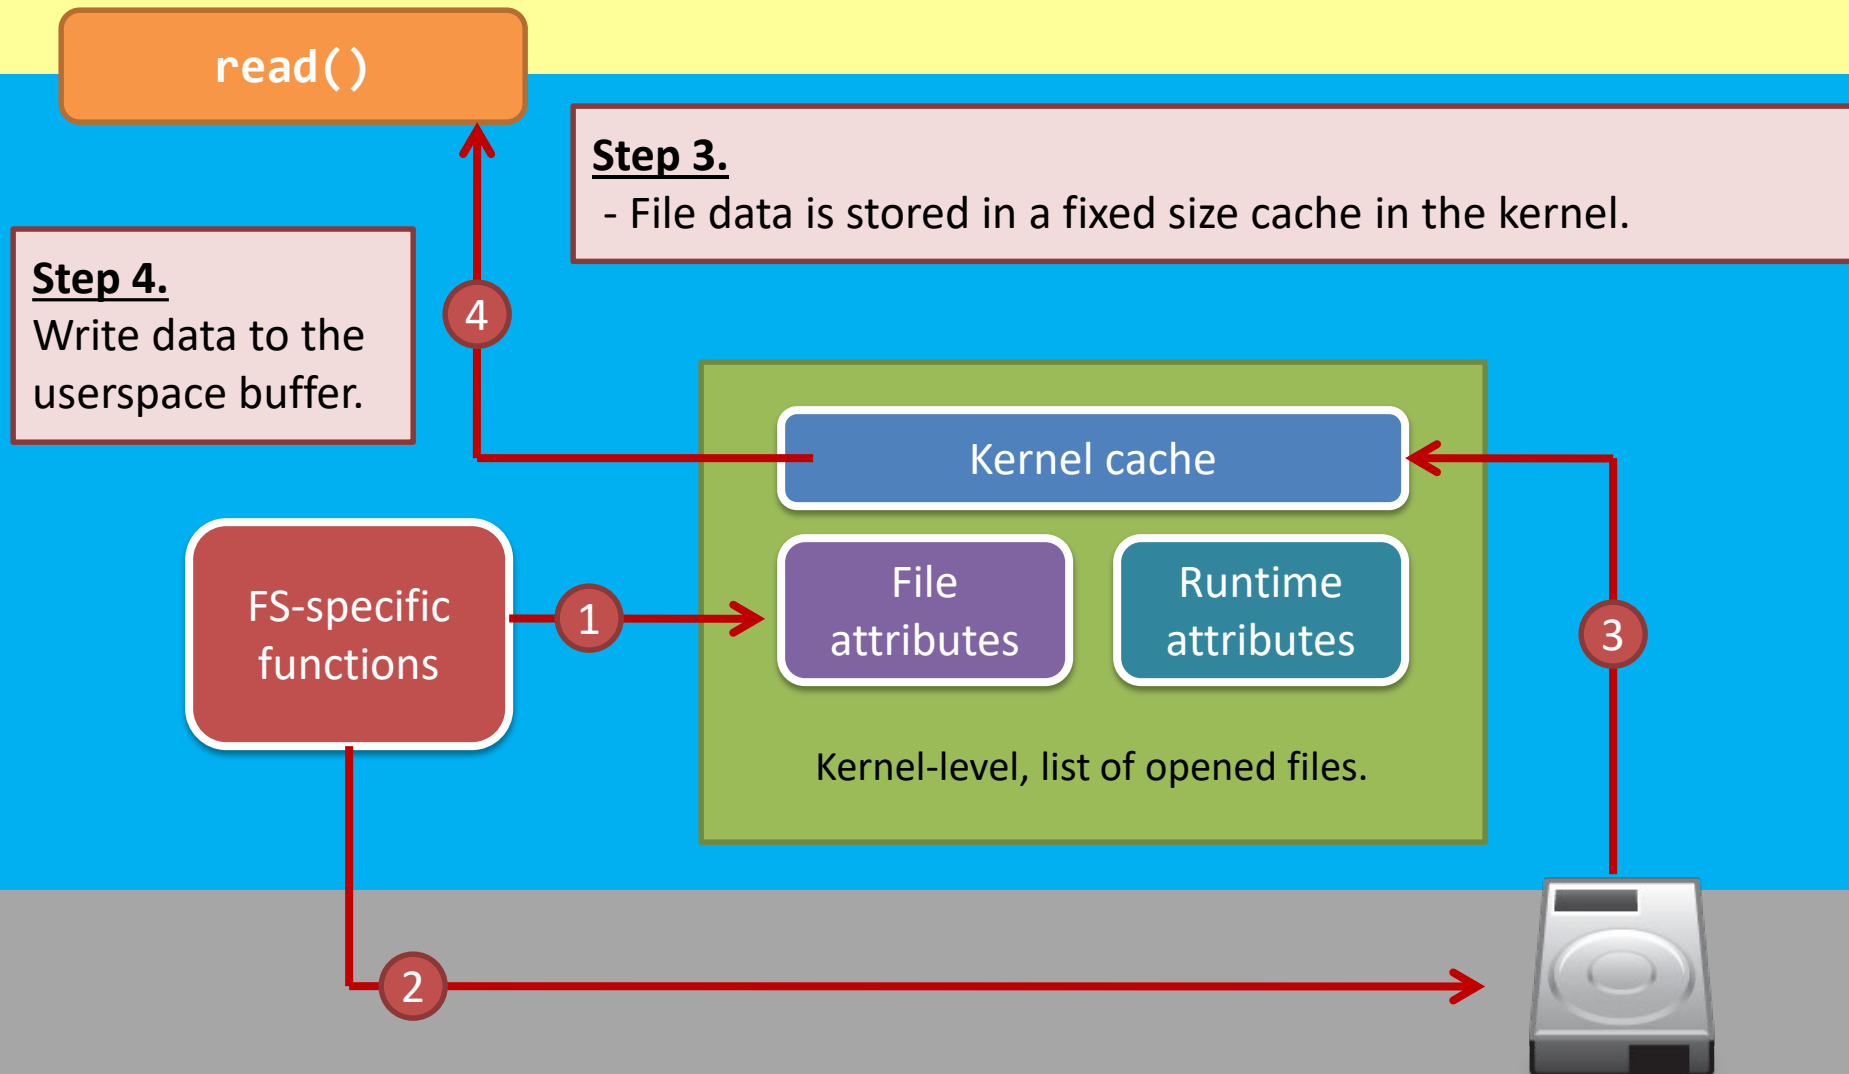 read()
Step 3.
- File data is stored in a fixed size cache in the kernel.
Step 4.
Write data to the
userspace buffer.
4
Kernel cache
FS-specific
functions
1
File
attributes
Runtime
attributes
3
Kernel-level, list of opened files.
2